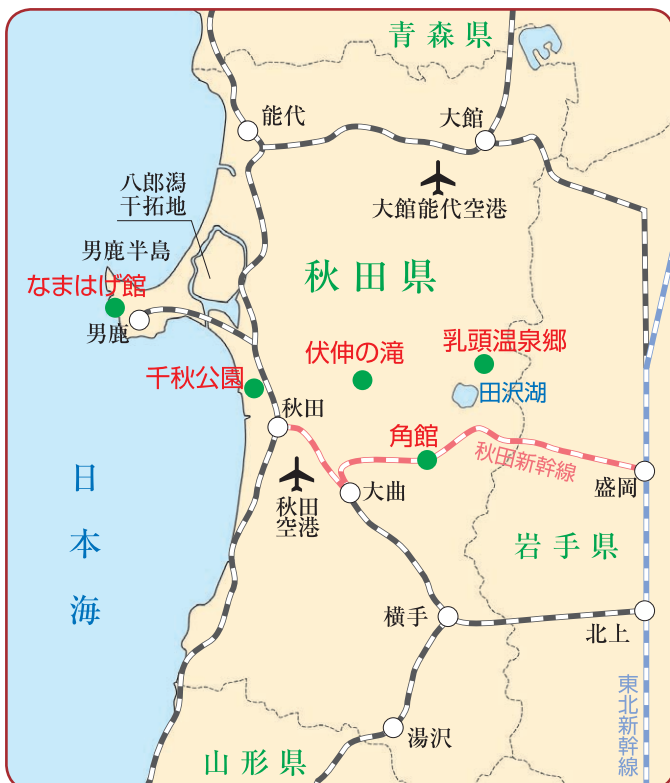 青森県
能代
大館
八郎潟
干拓地
大館能代空港
男鹿半島
秋田県
なまはげ館
男鹿
伏伸の滝
乳頭温泉郷
千秋公園
田沢湖
秋田
角館
秋田新幹線
日本海
秋田
空港
大曲
盛岡
岩手県
横手
北上
東北新幹線
湯沢
山形県